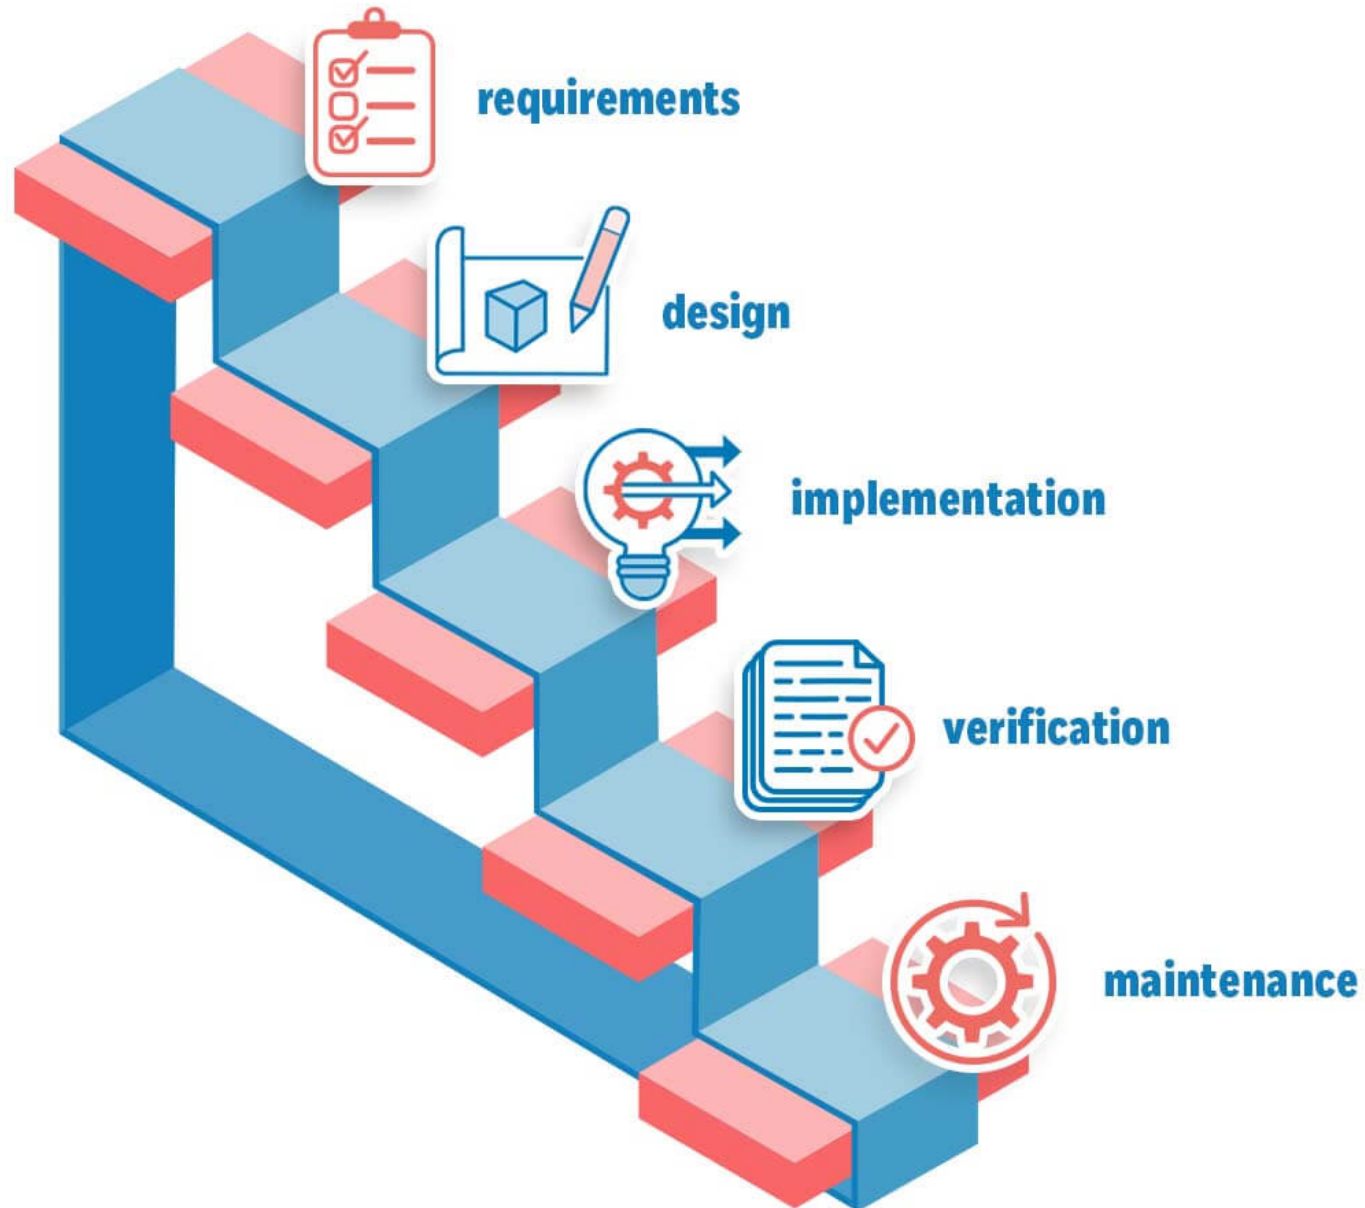 requirements
design
implementation
verification
maintenance